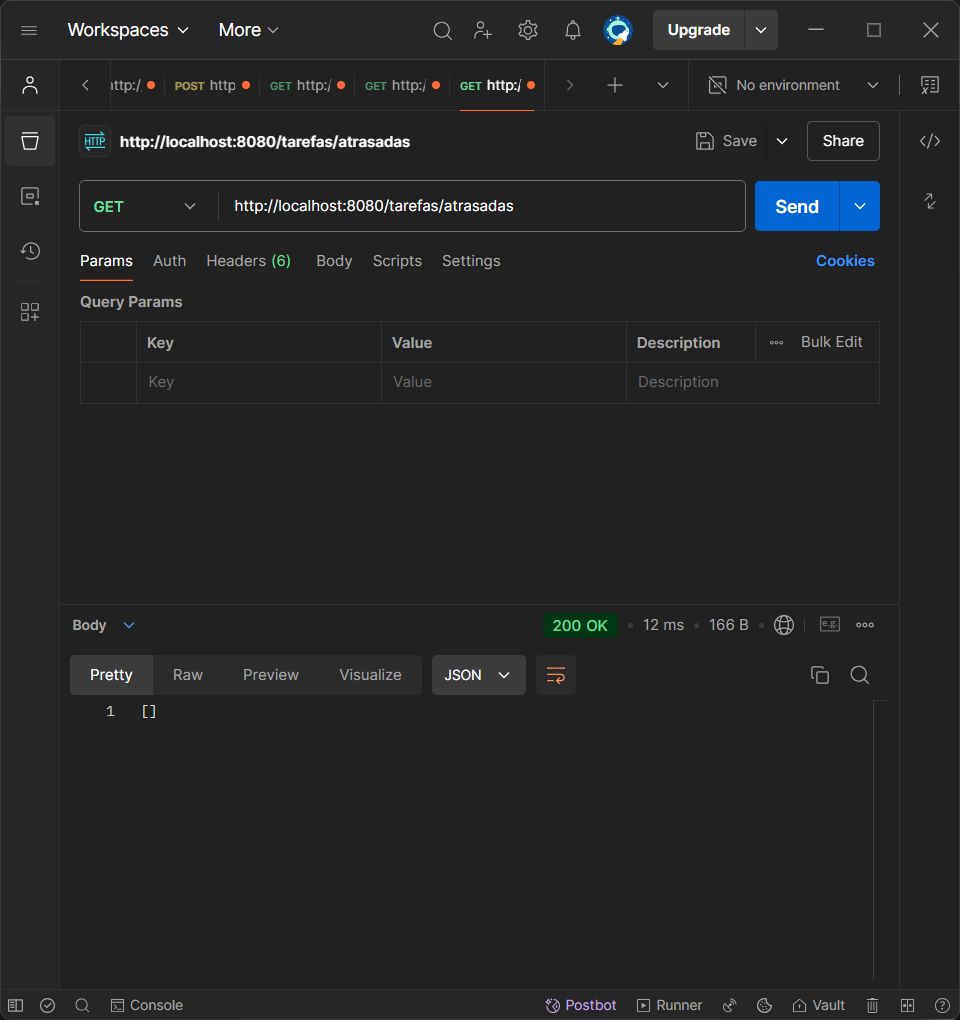 Workspaces More Upgrade
http:/ POST http GET http:/ GET http:/ GET http:/ No environment
HTTP http://localhost:8080/tarefas/atrasadas Save Share
GET http://localhost:8080/tarefas/atrasadas Send
Params Auth Headers (6) Body Scripts Settings Cookies
Query Params
Key Value Description Bulk Edit
Key Value Description
Body 200 OK 12 ms 166 B e.g.
Pretty Raw Preview Visualize JSON
1 []
Console Postbot Runner Vault